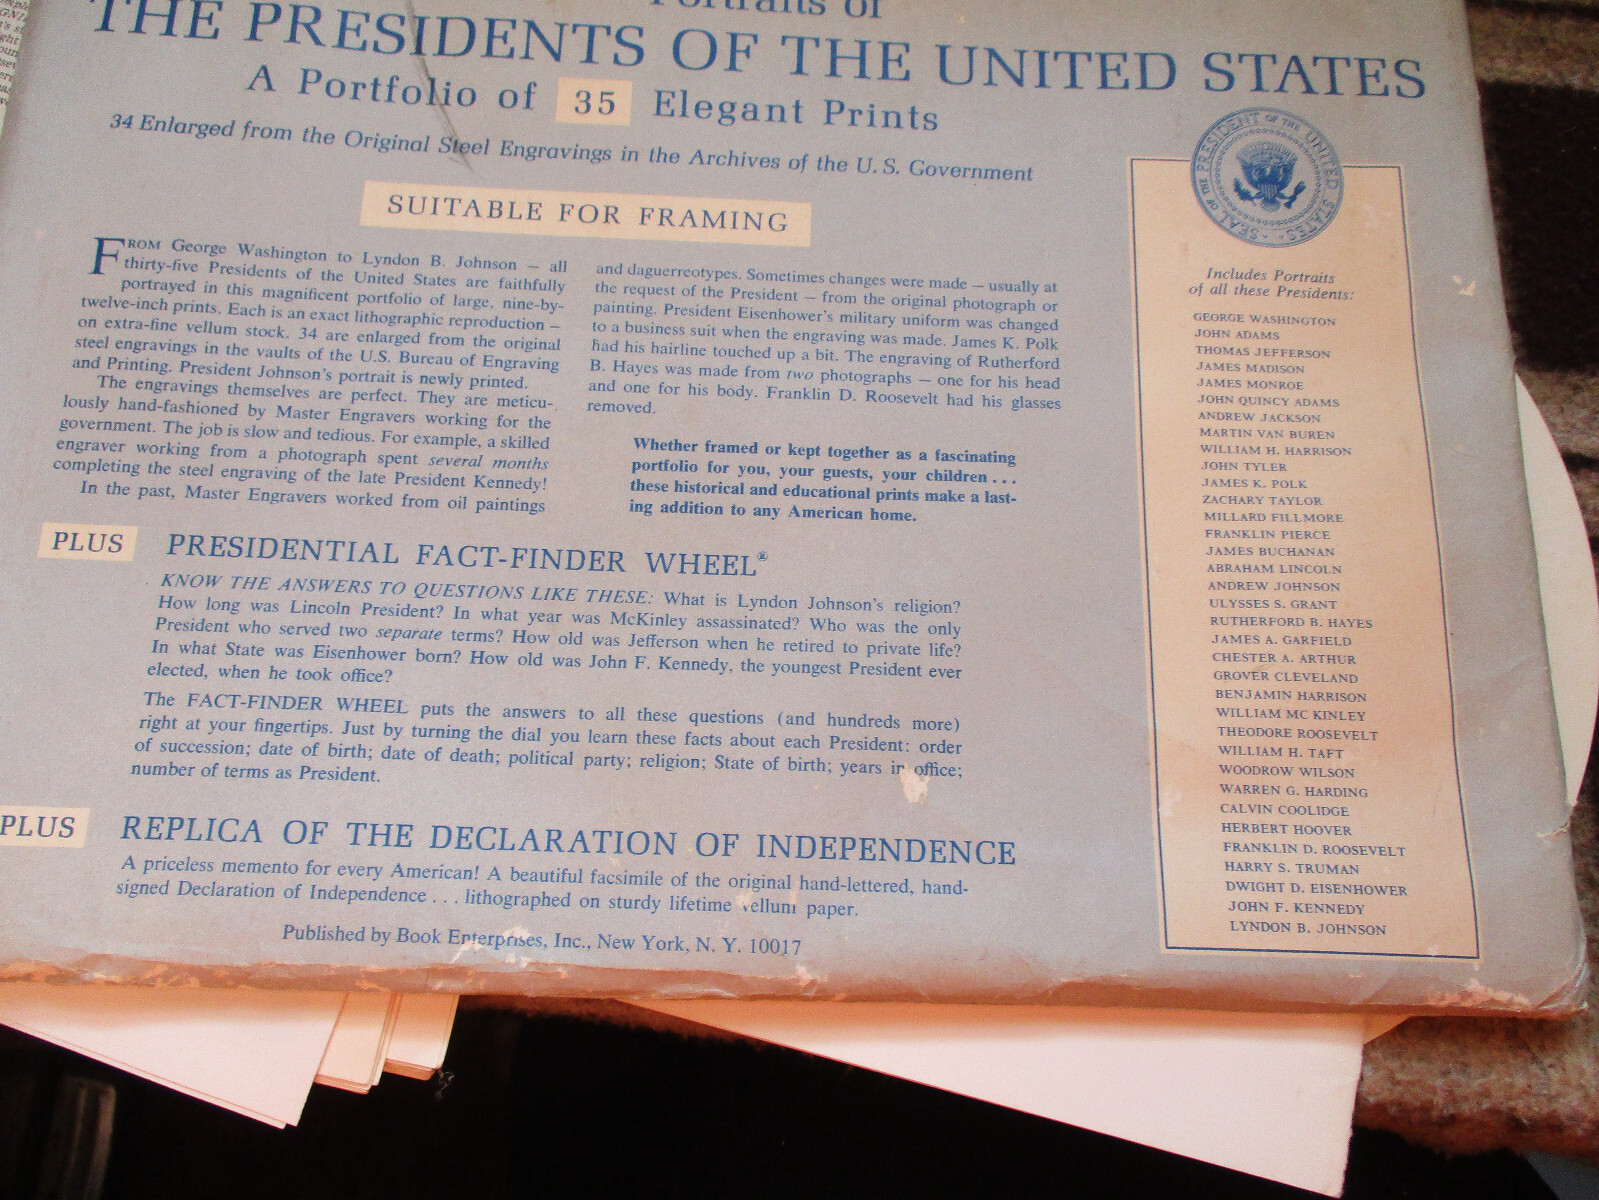 Portraits of
THE PRESIDENTS OF THE UNITED STATES
A Portfolio of 35 Elegant Prints
34 Enlarged from the Original Steel Engravings in the Archives of the U.S. Government
SUITABLE FOR FRAMING
FROM George Washington to Lyndon B. Johnson — all
thirty-five Presidents of the United States are faithfully
portrayed in this magnificent portfolio of large, nine-by-
twelve-inch prints. Each is an exact lithographic reproduction —
on extra-fine vellum stock. 34 are enlarged from the original
steel engravings in the vaults of the U.S. Bureau of Engraving
and Printing. President Johnson's portrait is newly printed.
The engravings themselves are perfect. They are meticu-
lously hand-fashioned by Master Engravers working for the
government. The job is slow and tedious. For example, a skilled
engraver working from a photograph spent several months
completing the steel engraving of the late President Kennedy!
In the past, Master Engravers worked from oil paintings
and daguerreotypes. Sometimes changes were made — usually at
the request of the President — from the original photograph or
painting. President Eisenhower's military uniform was changed
to a business suit when the engraving was made. James K. Polk
had his hairline touched up a bit. The engraving of Rutherford
B. Hayes was made from two photographs — one for his head
and one for his body. Franklin D. Roosevelt had his glasses
removed.
Whether framed or kept together as a fascinating
portfolio for you, your guests, your children . . .
these historical and educational prints make a last-
ing addition to any American home.
PLUS PRESIDENTIAL FACT-FINDER WHEEL®
KNOW THE ANSWERS TO QUESTIONS LIKE THESE: What is Lyndon Johnson's religion?
How long was Lincoln President? In what year was McKinley assassinated? Who was the only
President who served two separate terms? How old was Jefferson when he retired to private life?
In what State was Eisenhower born? How old was John F. Kennedy, the youngest President ever
elected, when he took office?
The FACT-FINDER WHEEL puts the answers to all these questions (and hundreds more)
right at your fingertips. Just by turning the dial you learn these facts about each President: order
of succession; date of birth; date of death; political party; religion; State of birth; years in office;
number of terms as President.
PLUS REPLICA OF THE DECLARATION OF INDEPENDENCE
A priceless memento for every American! A beautiful facsimile of the original hand-lettered, hand-
signed Declaration of Independence . . . lithographed on sturdy lifetime vellum paper.
Published by Book Enterprises, Inc., New York, N. Y. 10017
SEAL OF THE PRESIDENT OF THE UNITED STATES
Includes Portraits
of all these Presidents:
GEORGE WASHINGTON
JOHN ADAMS
THOMAS JEFFERSON
JAMES MADISON
JAMES MONROE
JOHN QUINCY ADAMS
ANDREW JACKSON
MARTIN VAN BUREN
WILLIAM H. HARRISON
JOHN TYLER
JAMES K. POLK
ZACHARY TAYLOR
MILLARD FILLMORE
FRANKLIN PIERCE
JAMES BUCHANAN
ABRAHAM LINCOLN
ANDREW JOHNSON
ULYSSES S. GRANT
RUTHERFORD B. HAYES
JAMES A. GARFIELD
CHESTER A. ARTHUR
GROVER CLEVELAND
BENJAMIN HARRISON
WILLIAM MC KINLEY
THEODORE ROOSEVELT
WILLIAM H. TAFT
WOODROW WILSON
WARREN G. HARDING
CALVIN COOLIDGE
HERBERT HOOVER
FRANKLIN D. ROOSEVELT
HARRY S. TRUMAN
DWIGHT D. EISENHOWER
JOHN F. KENNEDY
LYNDON B. JOHNSON